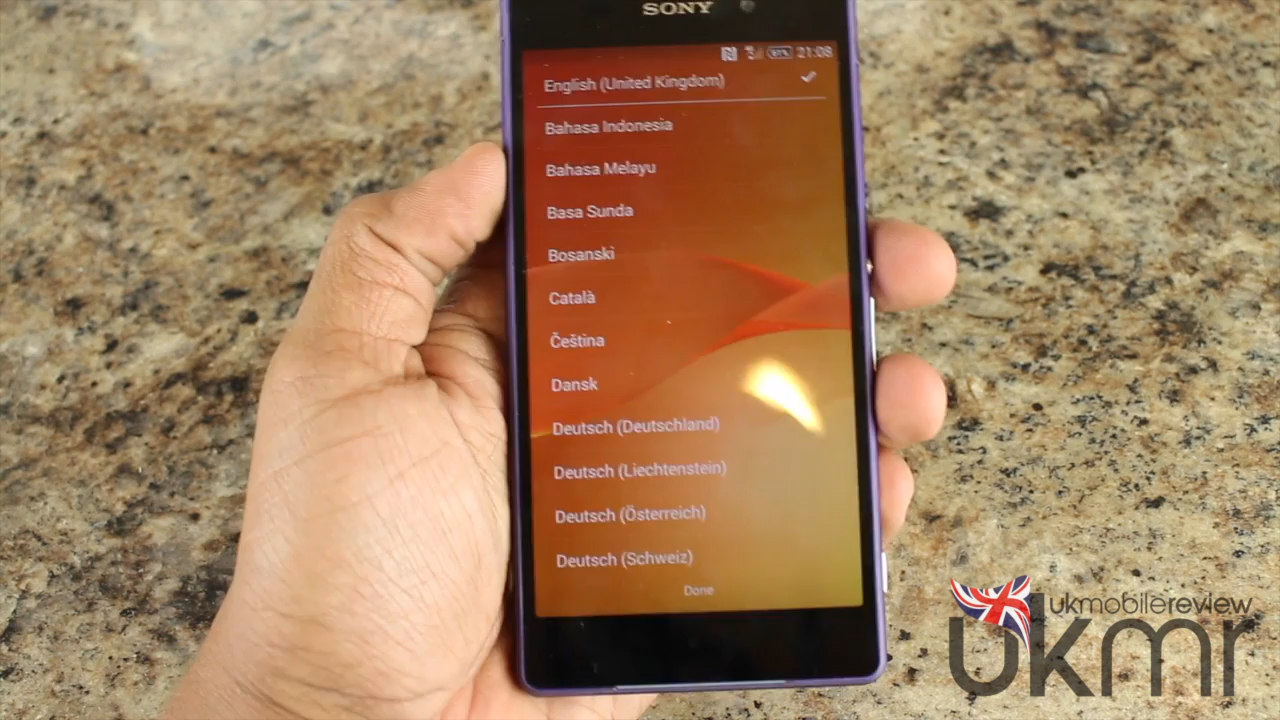 SONY
21:08
English (United Kingdom)
Bahasa Indonesia
Bahasa Melayu
Basa Sunda
Bosanski
Català
Čeština
Dansk
Deutsch (Deutschland)
Deutsch (Liechtenstein)
Deutsch (Österreich)
Deutsch (Schweiz)
Done
ukmobilereview
ukmr